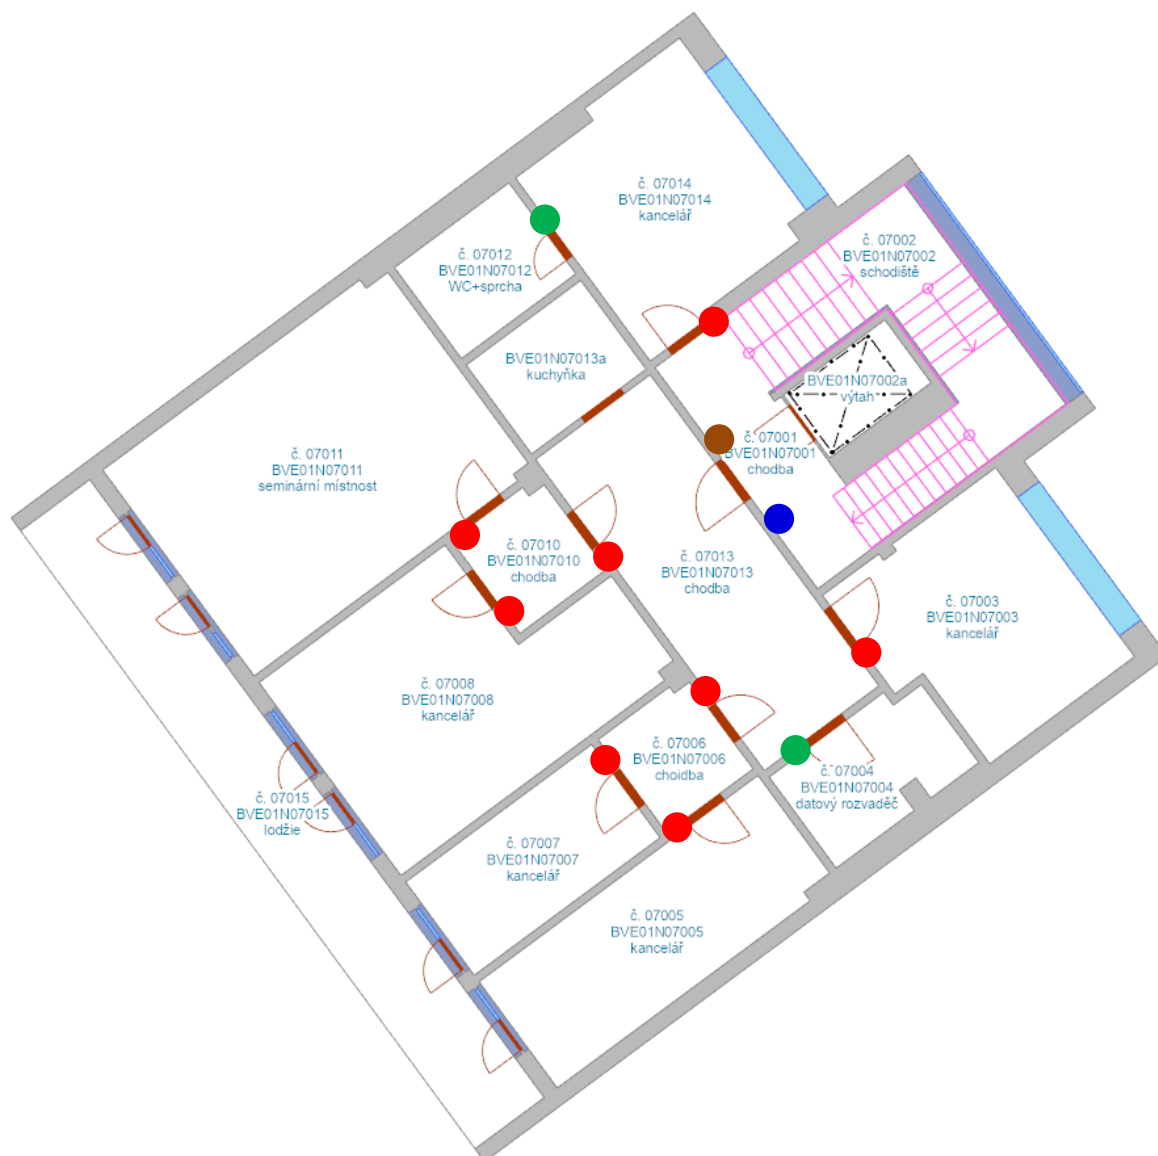 č. 07014
BVE01N07014
kancelář
č. 07002
BVE01N07002
schodiště
č. 07012
BVE01N07012
WC+sprcha
BVE01N07013a
kuchyňka
BVE01N07002a
výtah
č. 07001
BVE01N07001
chodba
č. 07011
BVE01N07011
seminární místnost
č. 07010
BVE01N07010
chodba
č. 07013
BVE01N07013
chodba
č. 07003
BVE01N07003
kancelář
č. 07008
BVE01N07008
kancelář
č. 07006
BVE01N07006
choidba
č. 07004
BVE01N07004
datový rozvaděč
č. 07015
BVE01N07015
lodžie
č. 07007
BVE01N07007
kancelář
č. 07005
BVE01N07005
kancelář